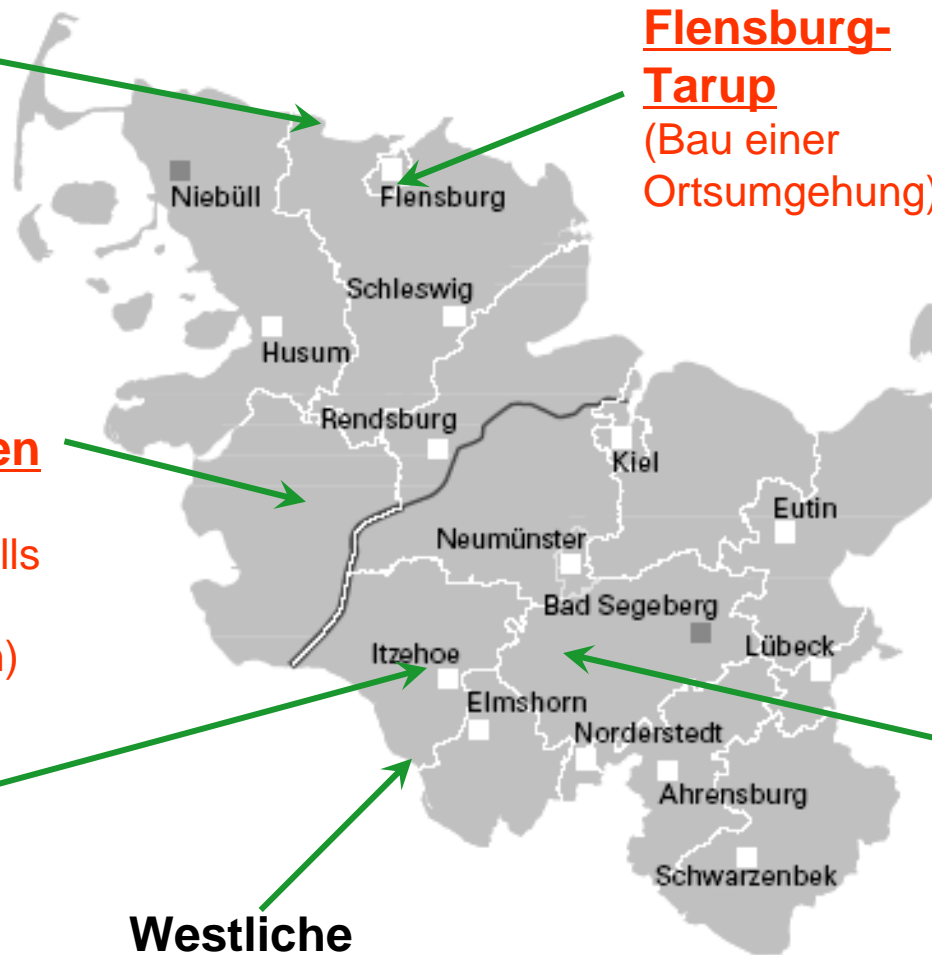 Flensburg-
Tarup
(Bau einer
Ortsumgehung)
Niebüll
Flensburg
Schleswig
Husum
Rendsburg
en
Kiel
Eutin
Neumünster
lls
Bad Segeberg
)
Itzehoe
Lübeck
Elmshorn
Norderstedt
Ahrensburg
Schwarzenbek
Westliche